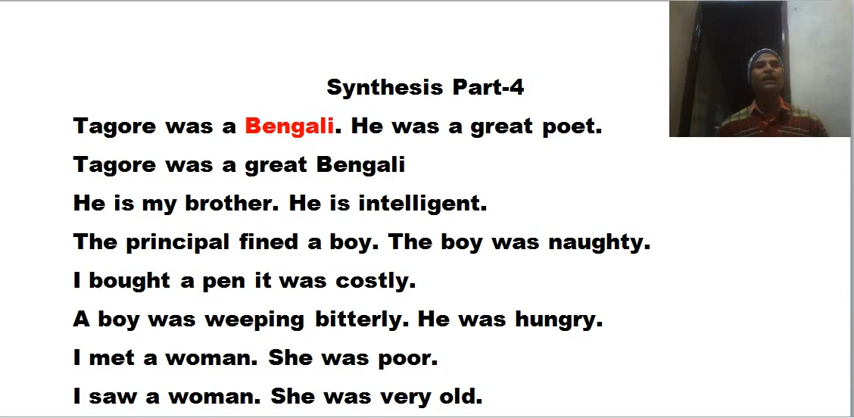 Synthesis Part-4
Tagore was a Bengali. He was a great poet.
Tagore was a great Bengali
He is my brother. He is intelligent.
The principal fined a boy. The boy was naughty.
I bought a pen it was costly.
A boy was weeping bitterly. He was hungry.
I met a woman. She was poor.
I saw a woman. She was very old.